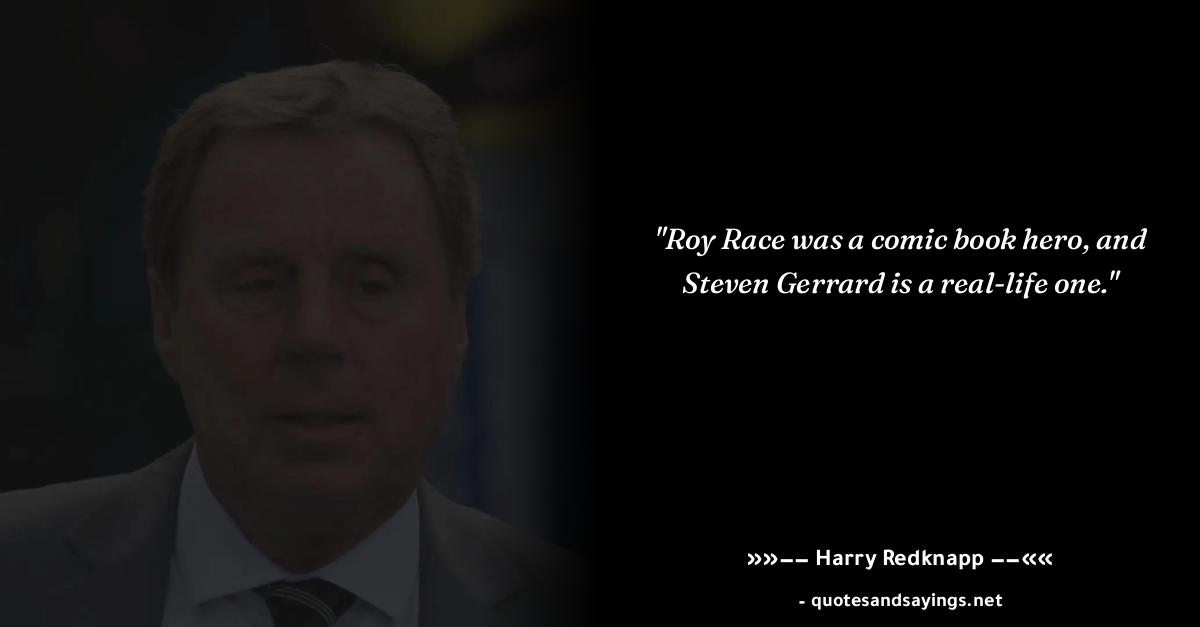 "Roy Race was a comic book hero, and
Steven Gerrard is a real-life one."
»»−− Harry Redknapp −−««
- quotesandsayings.net